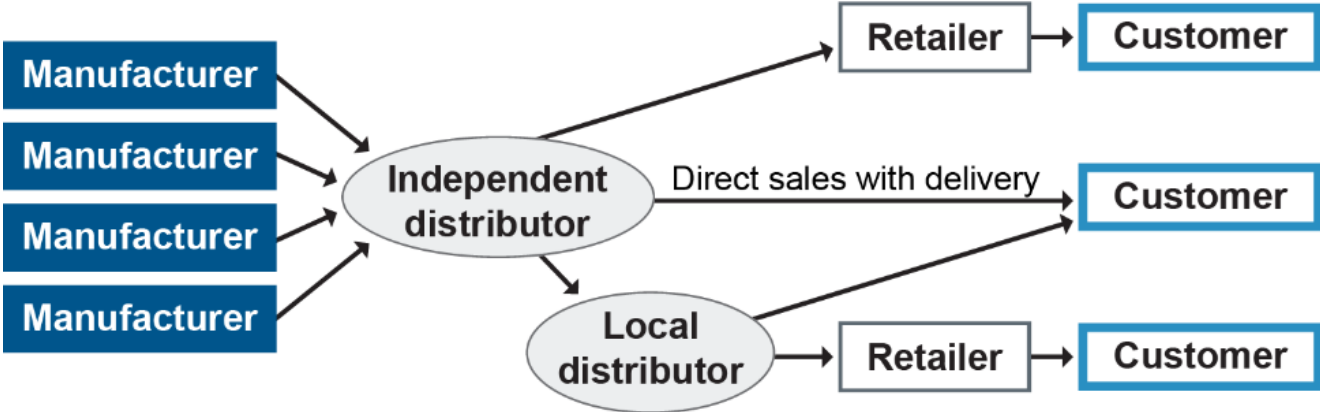 Retailer
Customer
Manufacturer
Manufacturer
Independent
distributor
Direct sales with delivery
Customer
Manufacturer
Manufacturer
Local
distributor
Retailer
Customer